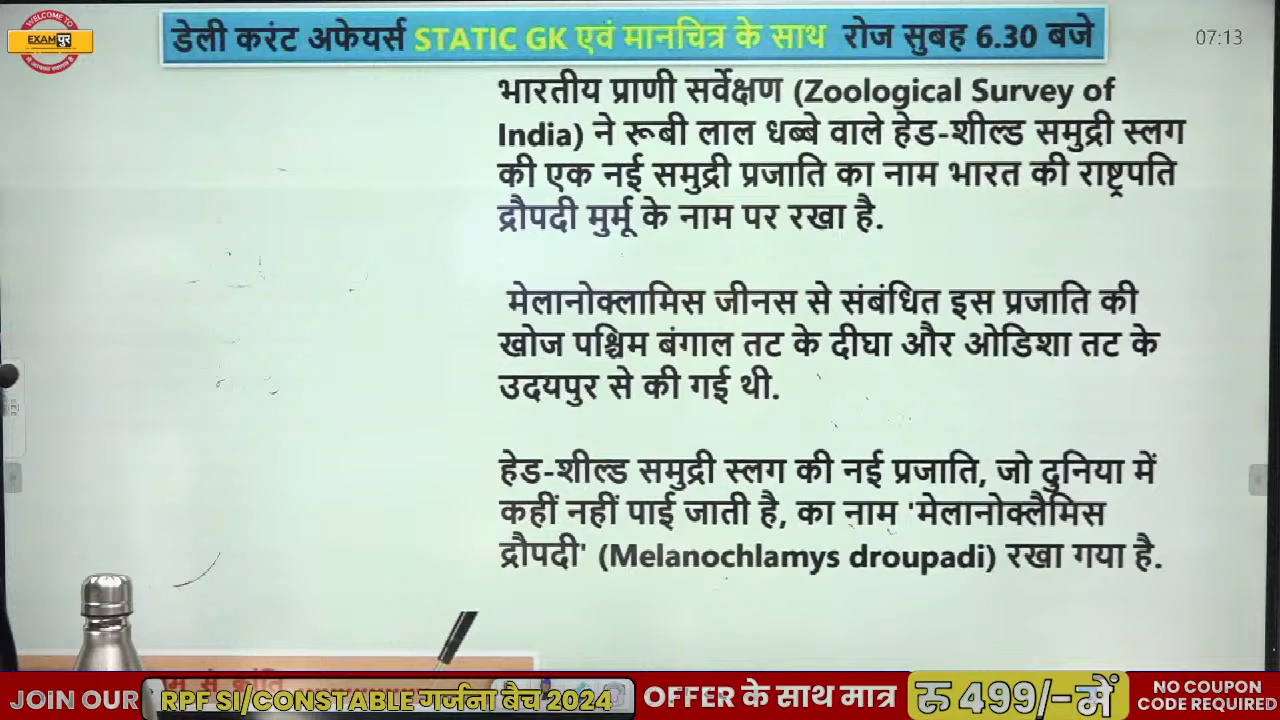 WELCOME TO
EXAMपुर
डेली करंट अफेयर्स STATIC GK एवं मानचित्र के साथ रोज सुबह 6.30 बजे
07:13
भारतीय प्राणी सर्वेक्षण (Zoological Survey of
India) ने रूबी लाल धब्बे वाले हेड-शील्ड समुद्री स्लग
की एक नई समुद्री प्रजाति का नाम भारत की राष्ट्रपति
द्रौपदी मुर्मू के नाम पर रखा है.
मेलानोक्लामिस जीनस से संबंधित इस प्रजाति की
खोज पश्चिम बंगाल तट के दीघा और ओडिशा तट के
उदयपुर से की गई थी.
हेड-शील्ड समुद्री स्लग की नई प्रजाति, जो दुनिया में
कहीं नहीं पाई जाती है, का नाम 'मेलानोक्लैमिस
द्रौपदी' (Melanochlamys droupadi) रखा गया है.
JOIN OUR RPF SI/CONSTABLE गर्जना बैच 2024 OFFER के साथ मात्र रु 499/-में NO COUPON
CODE REQUIRED